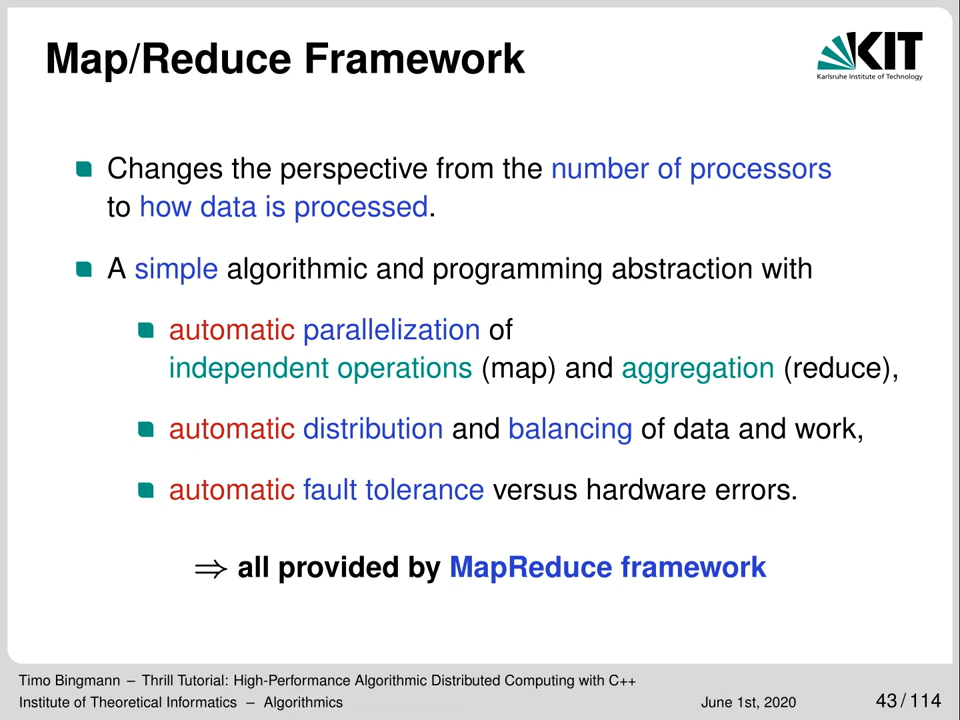 Map/Reduce Framework
KIT
Karlsruhe Institute of Technology
Changes the perspective from the number of processors
to how data is processed.
A simple algorithmic and programming abstraction with
automatic parallelization of
independent operations (map) and aggregation (reduce),
automatic distribution and balancing of data and work,
automatic fault tolerance versus hardware errors.
⇒ all provided by MapReduce framework
Timo Bingmann – Thrill Tutorial: High-Performance Algorithmic Distributed Computing with C++
Institute of Theoretical Informatics – Algorithmics June 1st, 2020 43 / 114